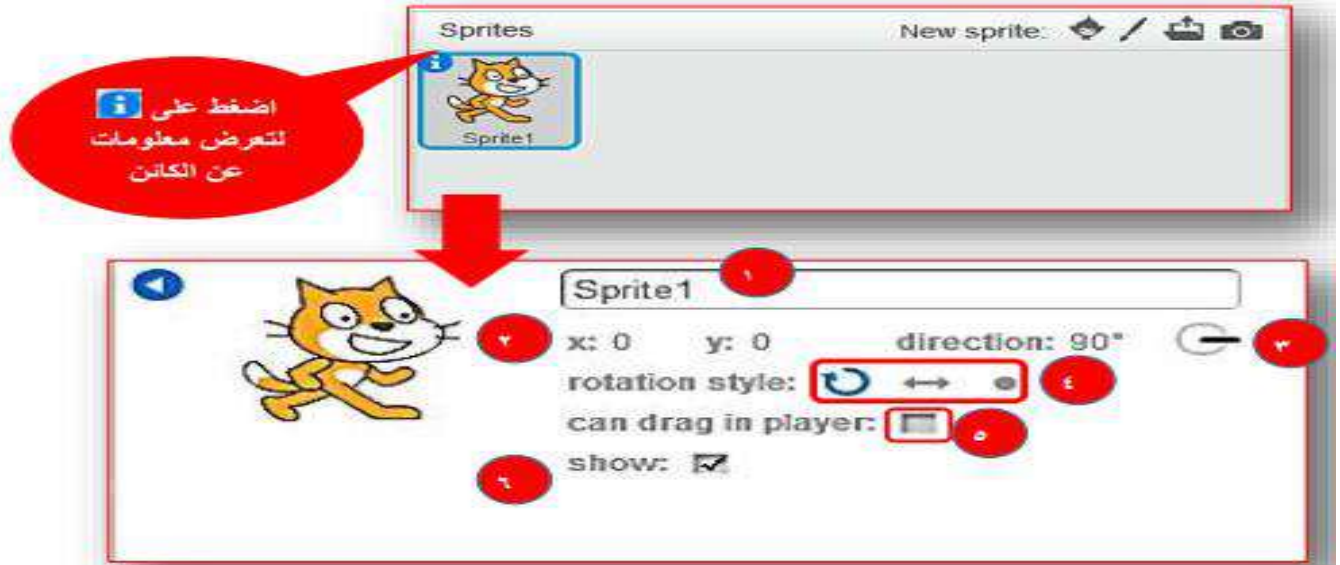 Sprites New sprite:
Sprite1
اضغط على i
لتعرض معلومات
عن الكائن
Sprite1 ١
٢ x: 0 y: 0 direction: 90° ٣
rotation style: ٤
can drag in player: ٥
٦ show: